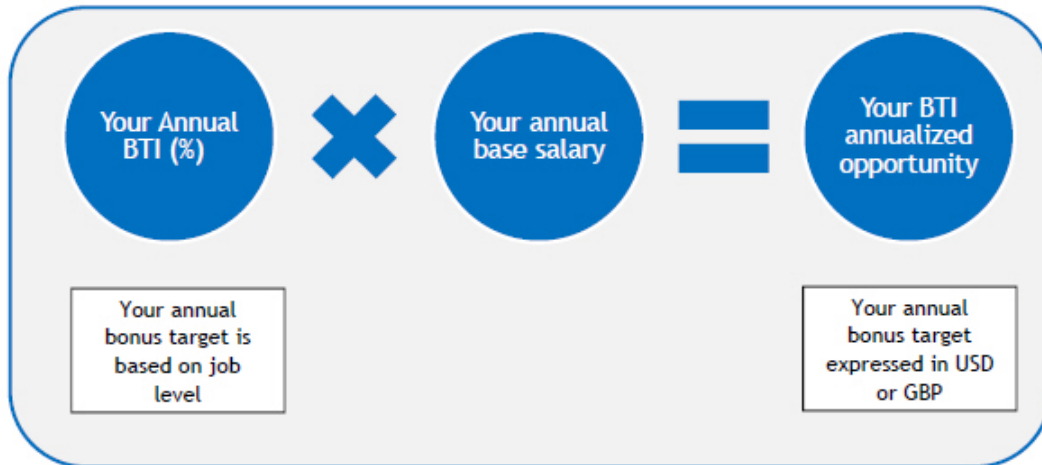 Your Annual
BTI (%)
Your annual
base salary
Your BTI
annualized
opportunity
Your annual
bonus target is
based on job
level
Your annual
bonus target
expressed in USD
or GBP